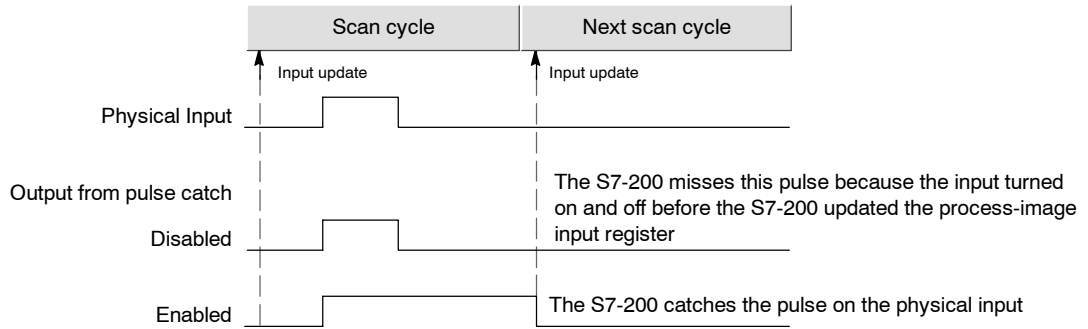 Scan cycle
Next scan cycle
Input update
Input update
Physical Input
Output from pulse catch
The S7-200 misses this pulse because the input turned
on and off before the S7-200 updated the process-image
input register
Disabled
Enabled
The S7-200 catches the pulse on the physical input